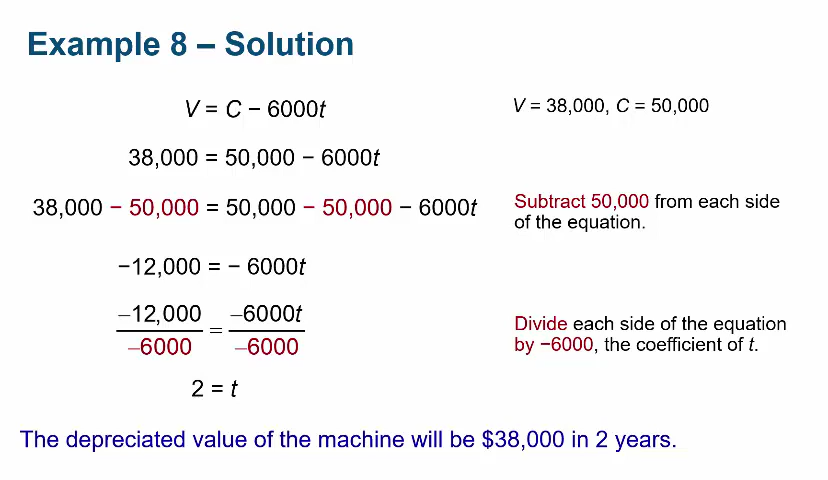 Example 8 – Solution
V = C − 6000t
V = 38,000, C = 50,000
38,000 = 50,000 − 6000t
38,000 − 50,000 = 50,000 − 50,000 − 6000t
Subtract 50,000 from each side
of the equation.
−12,000 = − 6000t
–12,000 = –6000t
–6000 –6000
Divide each side of the equation
by −6000, the coefficient of t.
2 = t
The depreciated value of the machine will be $38,000 in 2 years.